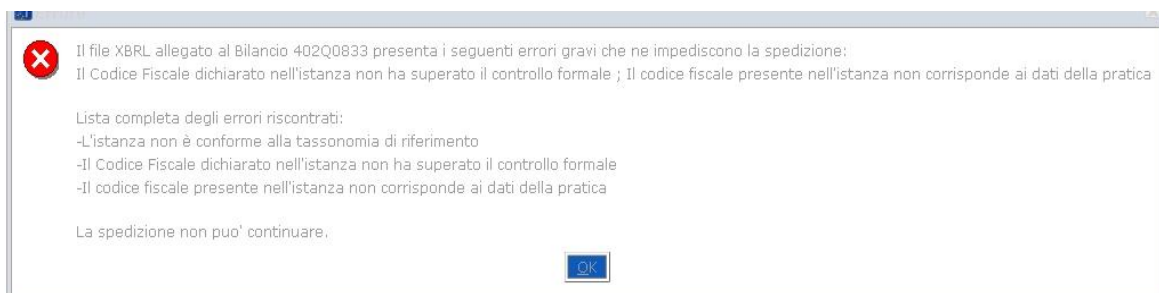 Il file XBRL allegato al Bilancio 402Q0833 presenta i seguenti errori gravi che ne impediscono la spedizione:
Il Codice Fiscale dichiarato nell'istanza non ha superato il controllo formale ; Il codice fiscale presente nell'istanza non corrisponde ai dati della pratica
Lista completa degli errori riscontrati:
-L'istanza non è conforme alla tassonomia di riferimento
-Il Codice Fiscale dichiarato nell'istanza non ha superato il controllo formale
-Il codice fiscale presente nell'istanza non corrisponde ai dati della pratica
La spedizione non puo' continuare.
OK